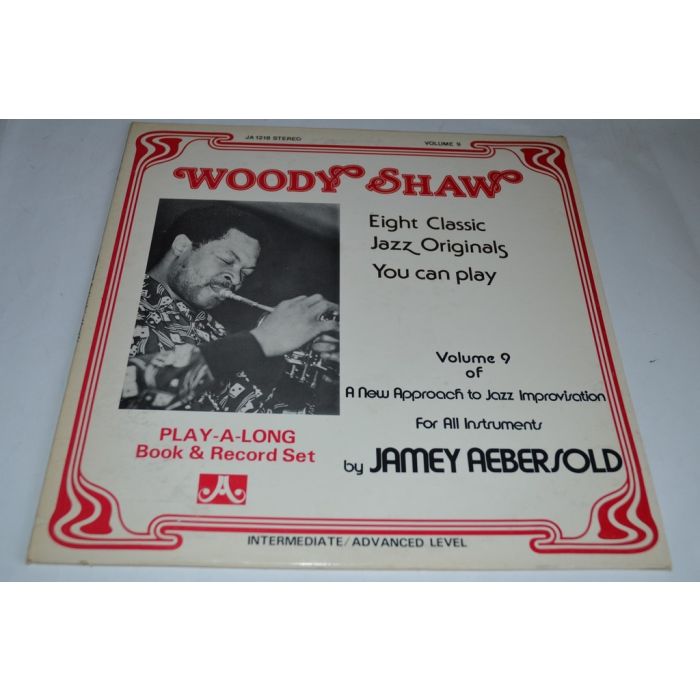 JA 1218 STEREO
VOLUME 9
WOODY SHAW
Eight Classic
Jazz Originals
You can play
Volume 9
of
A New Approach to Jazz Improvisation
For All Instruments
by JAMEY AEBERSOLD
PLAY-A-LONG
Book & Record Set
JA
INTERMEDIATE/ADVANCED LEVEL